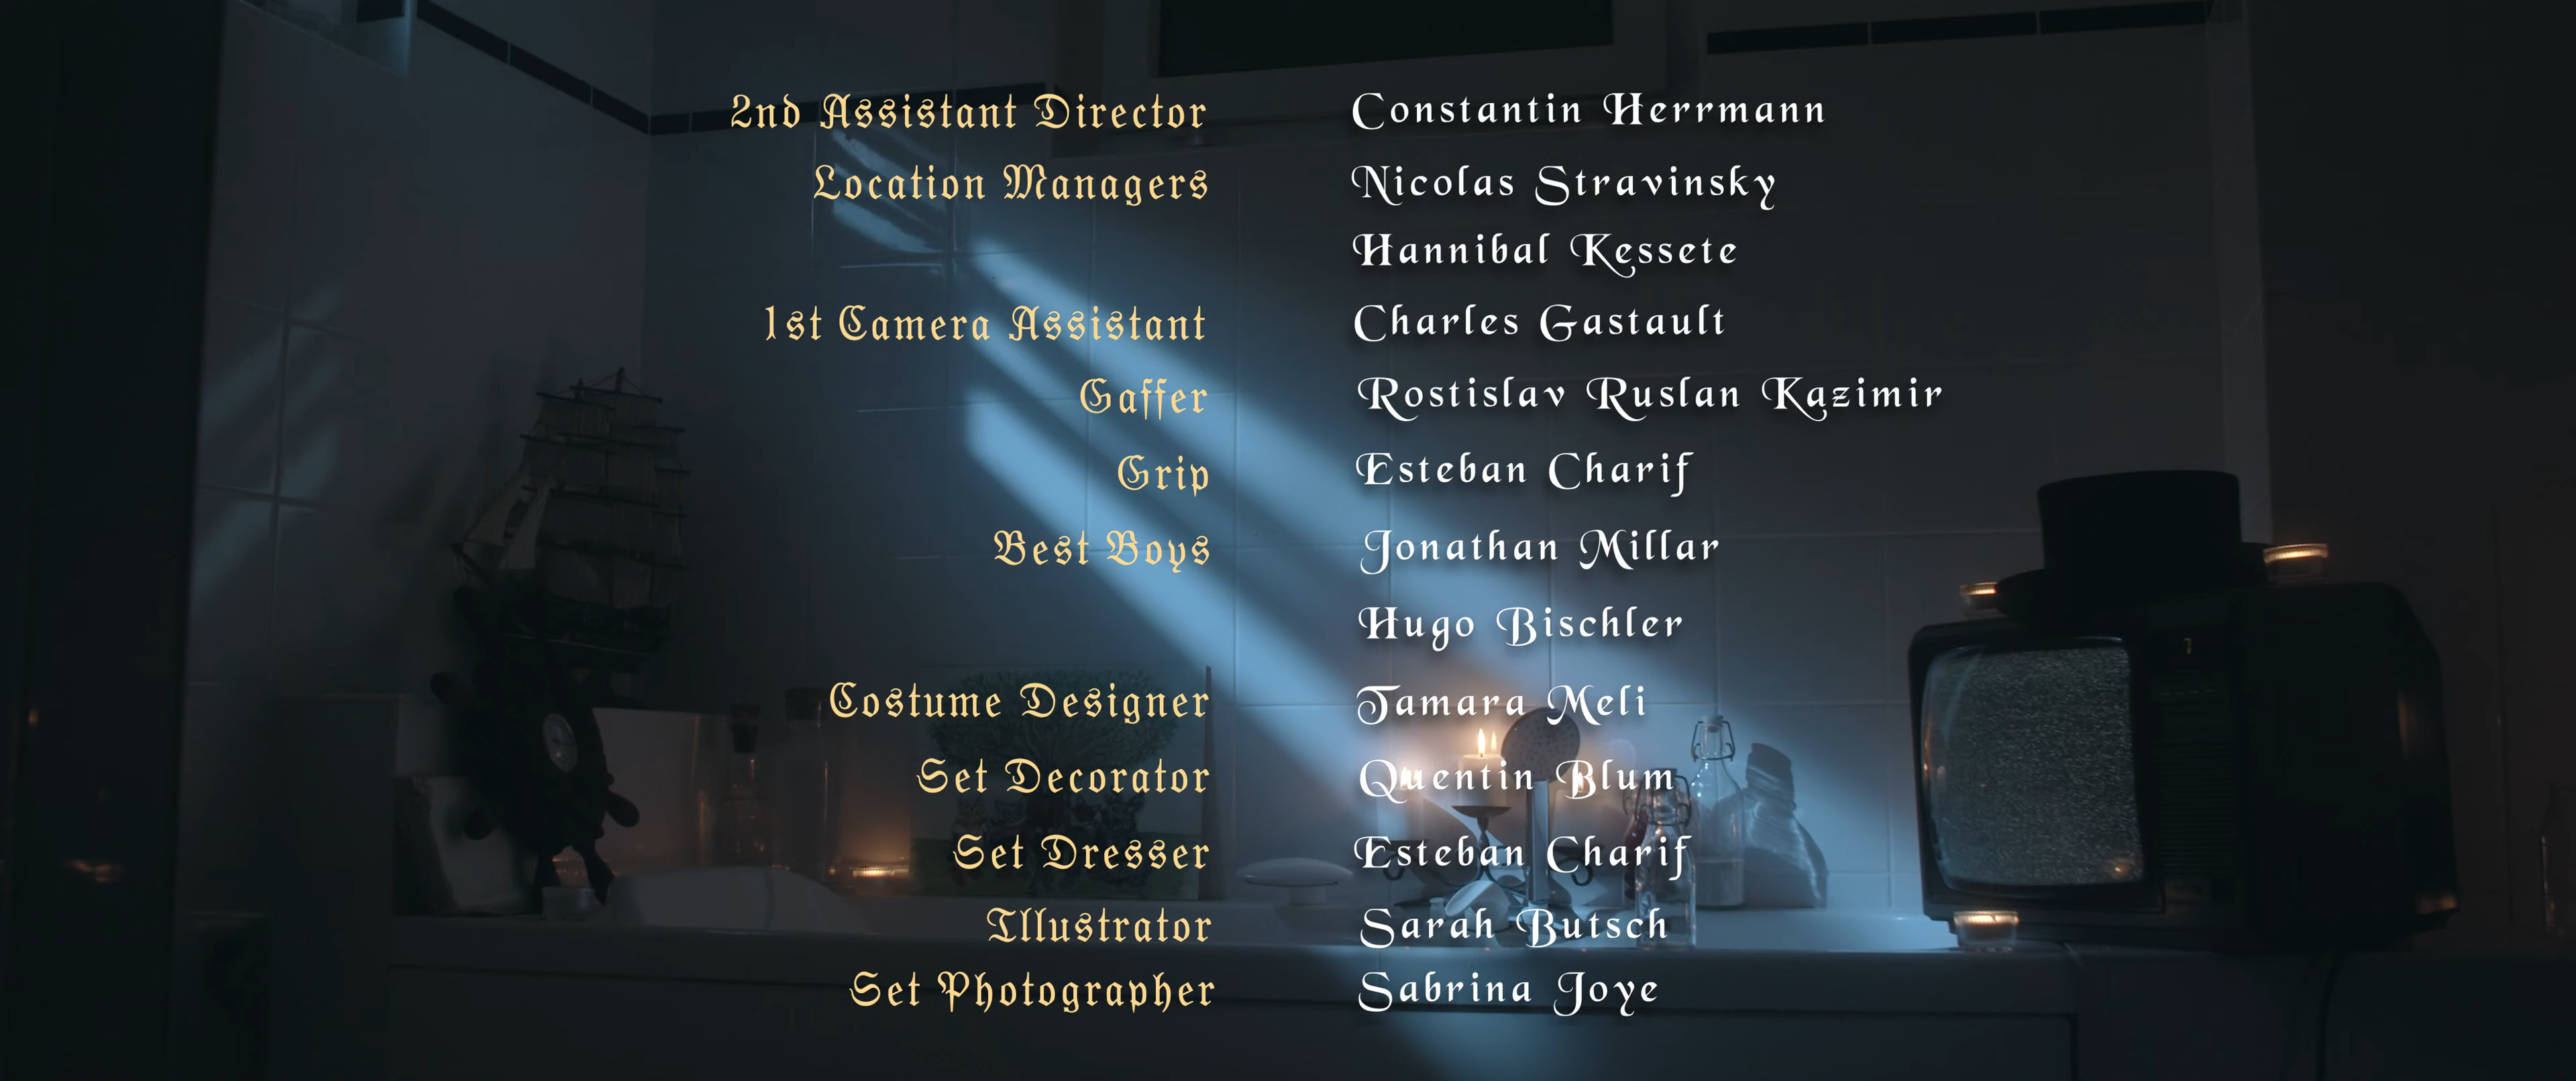 2nd Assistant Director Constantin Herrmann
Location Managers Nicolas Stravinsky
Hannibal Kessete
1st Camera Assistant Charles Gastault
Gaffer Rostislav Ruslan Kazimir
Grip Esteban Charif
Best Boys Jonathan Millar
Hugo Bischler
Costume Designer Tamara Meli
Set Decorator Quentin Blum
Set Dresser Esteban Charif
Illustrator Sarah Butsch
Set Photographer Sabrina Joye